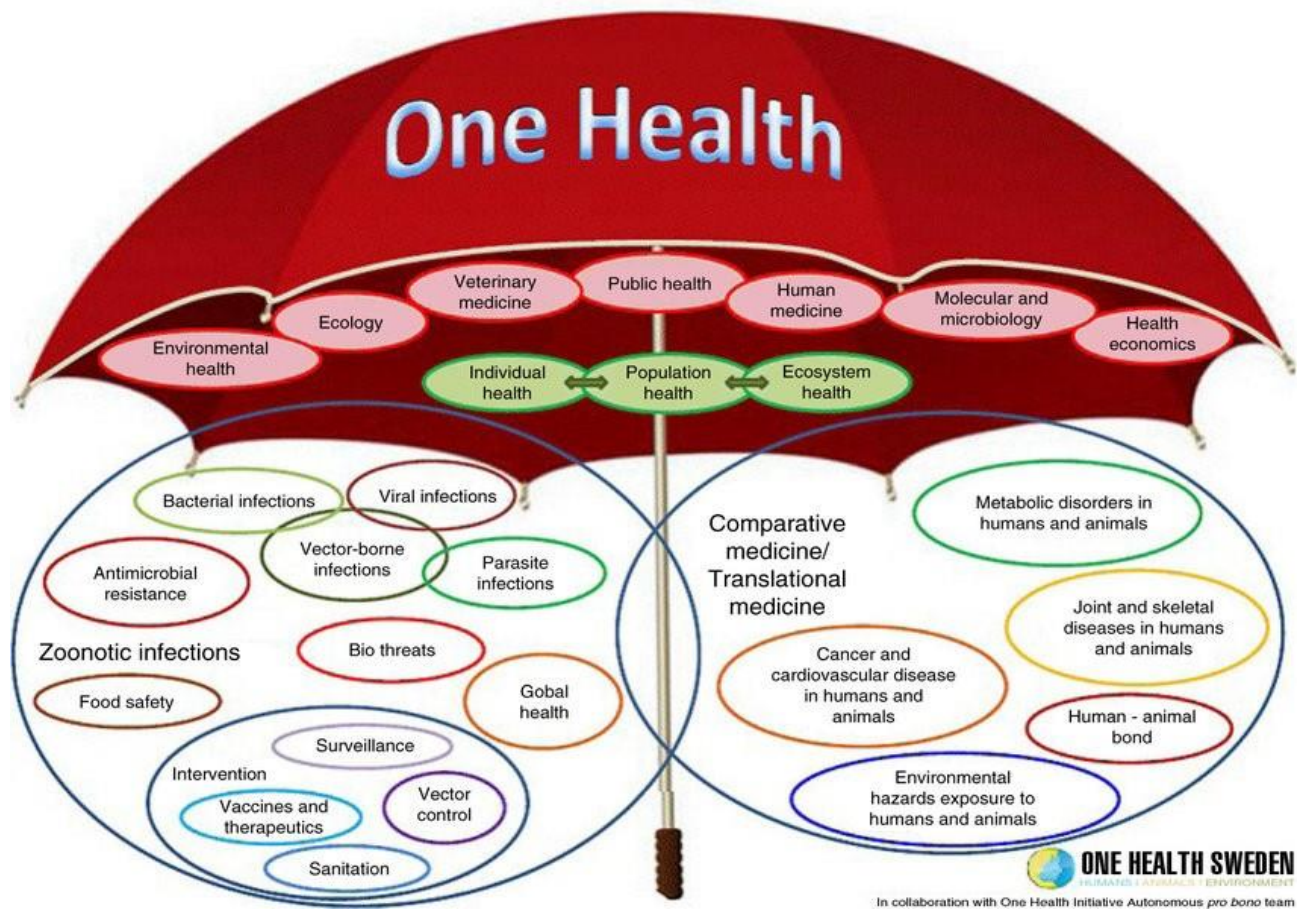 One Health
Veterinary
medicine
Public health
Human
medicine
Molecular and
microbiology
Health
economics
Ecology
Environmental
health
Individual
health
Population
health
Ecosystem
health
Bacterial infections
Viral infections
Vector-borne
infections
Parasite
infections
Antimicrobial
resistance
Bio threats
Zoonotic infections
Food safety
Gobal
health
Surveillance
Intervention
Vaccines and
therapeutics
Vector
control
Sanitation
Comparative
medicine/
Translational
medicine
Metabolic disorders in
humans and animals
Joint and skeletal
diseases in humans
and animals
Cancer and
cardiovascular disease
in humans and
animals
Human - animal
bond
Environmental
hazards exposure to
humans and animals
ONE HEALTH SWEDEN
HUMANS | ANIMALS | ENVIRONMENT
In collaboration with One Health Initiative Autonomous pro bono team